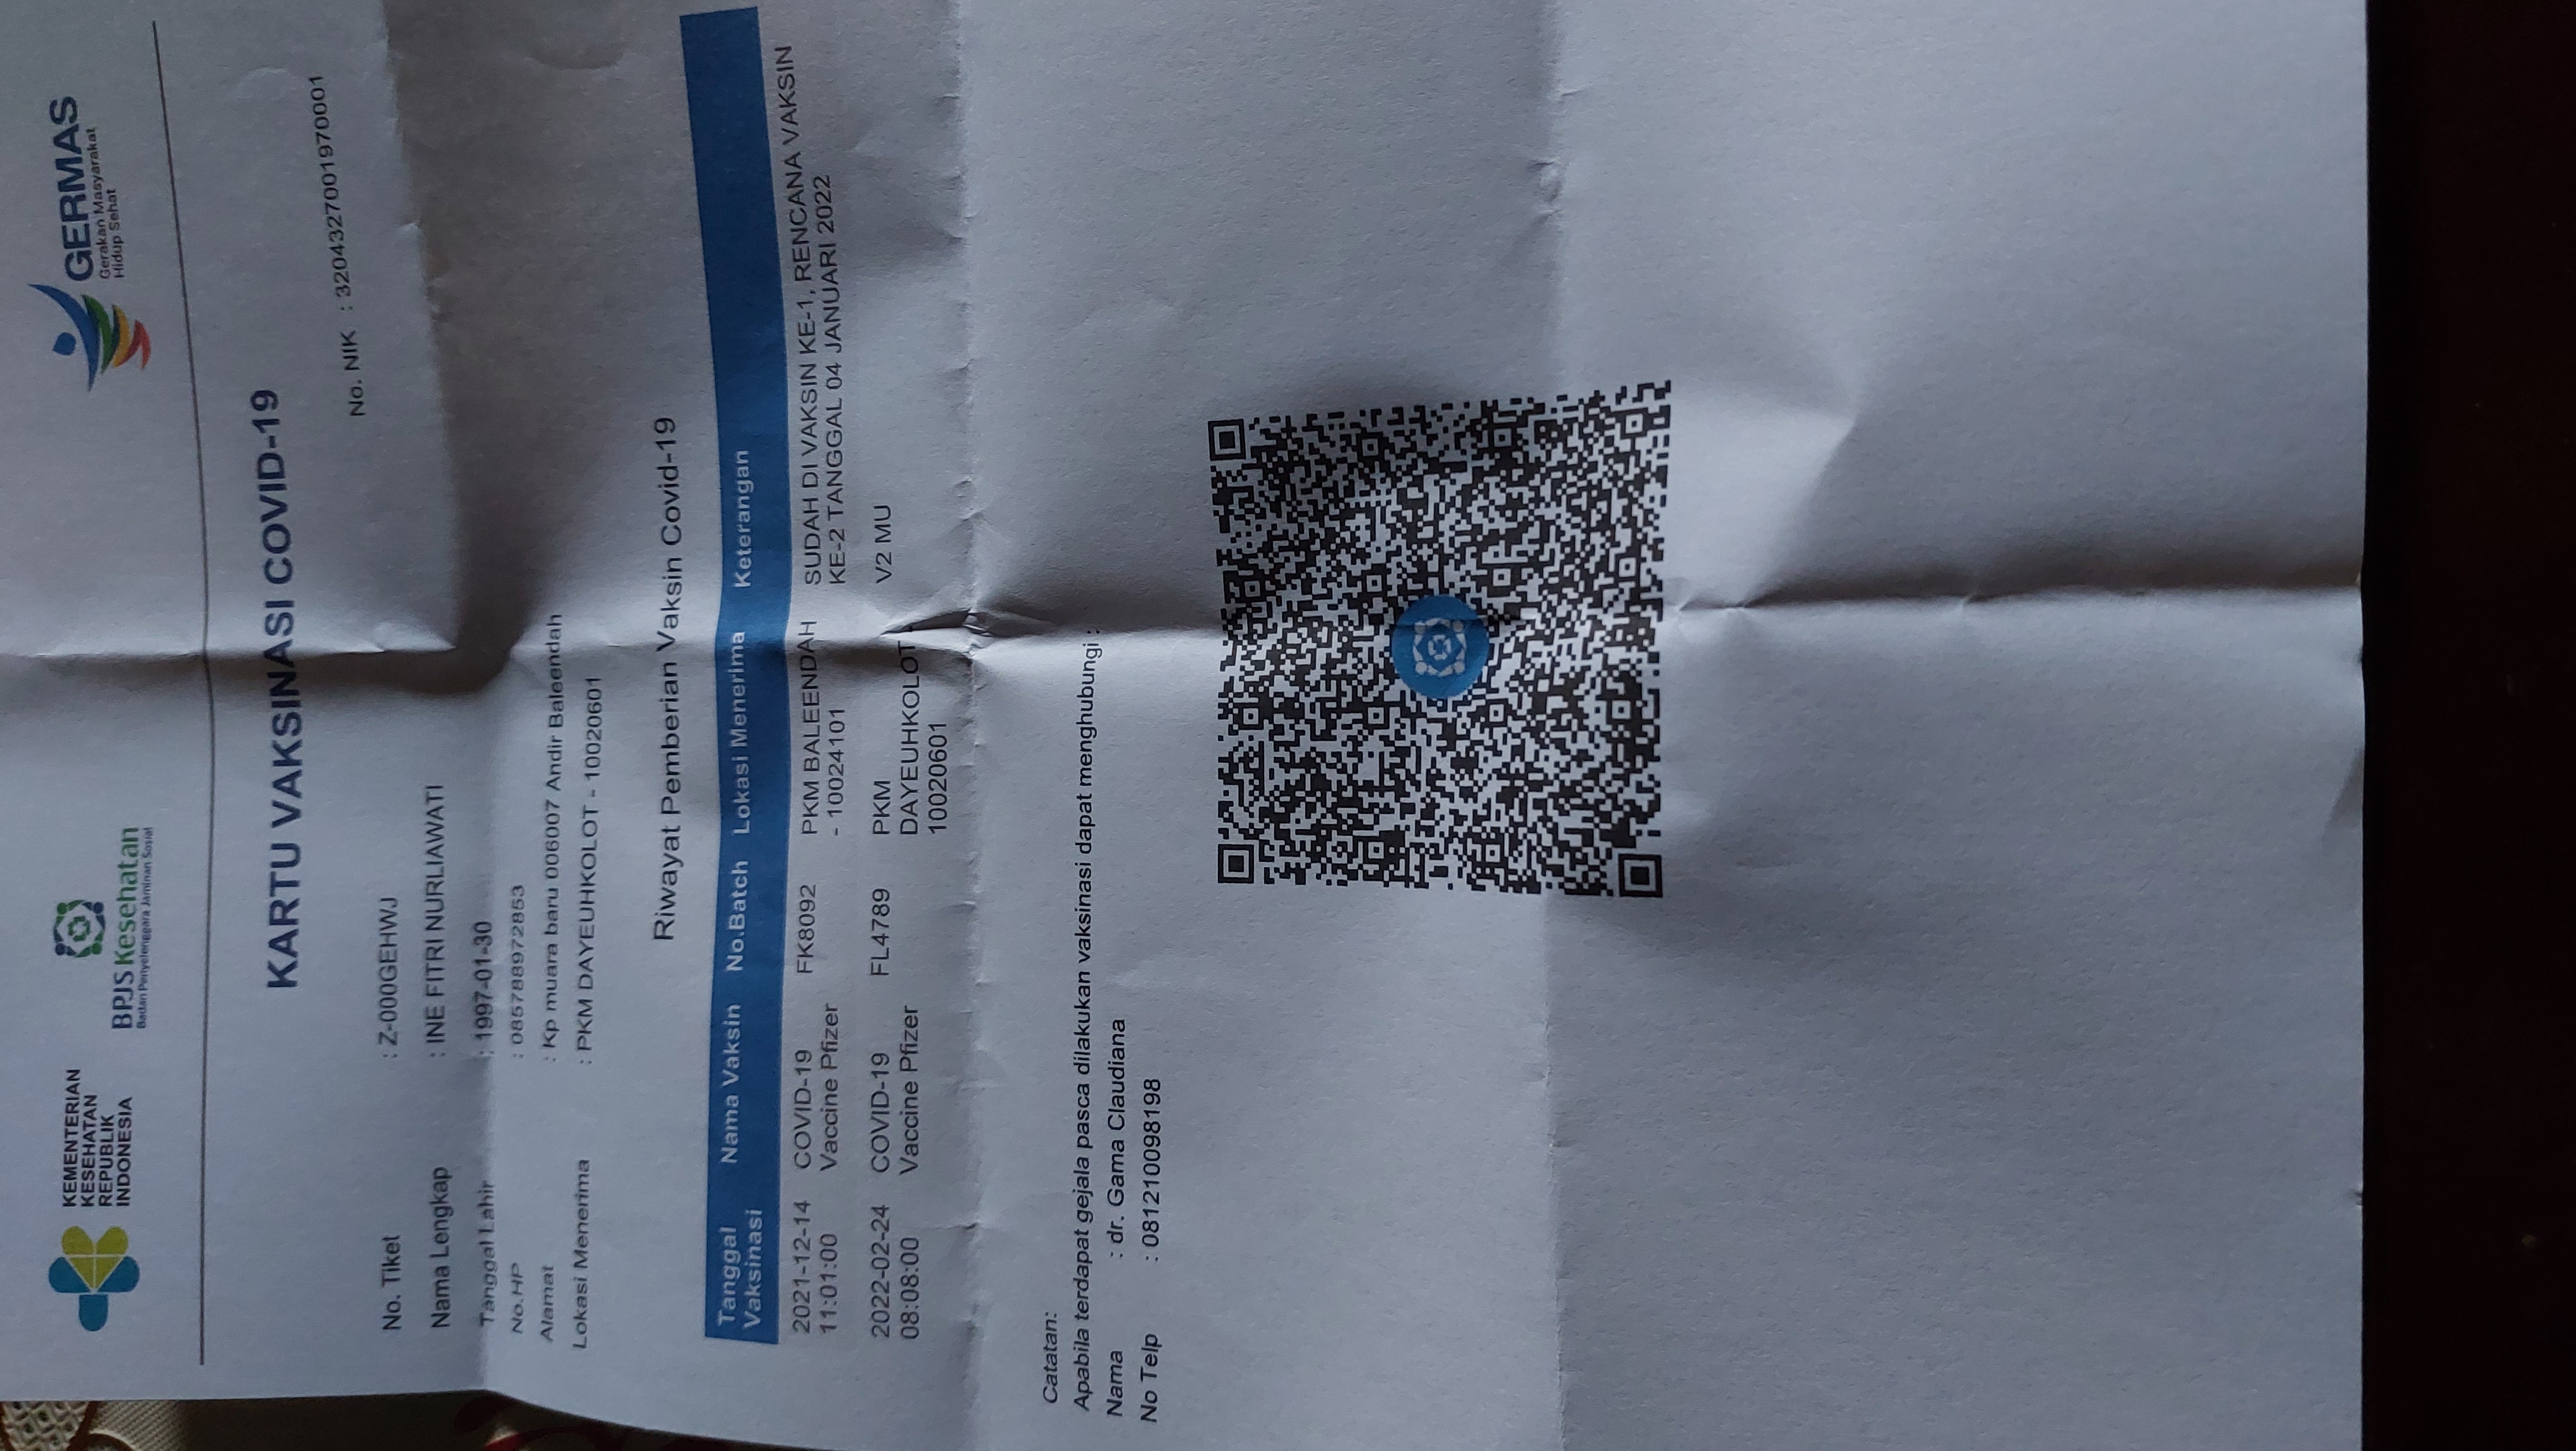 KEMENTERIAN
KESEHATAN
REPUBLIK
INDONESIA
BPJS Kesehatan
Badan Penyelenggara Jaminan Sosial
GERMAS
Gerakan Masyarakat
Hidup Sehat
KARTU VAKSINASI COVID-19
No. NIK : 3204327001970001
No. Tiket : Z-000GEHWJ
Nama Lengkap : INE FITRI NURLIAWATI
Tanggal Lahir : 1997-01-30
No.HP : 085788972853
Alamat : Kp muara baru 006007 Andir Baleendah
Lokasi Menerima : PKM DAYEUHKOLOT - 10020601
Riwayat Pemberian Vaksin Covid-19
Tanggal Vaksinasi Nama Vaksin No.Batch Lokasi Menerima Keterangan
2021-12-14 COVID-19 FK8092 PKM BALEENDAH SUDAH DI VAKSIN KE-1, RENCANA VAKSIN
11:01:00 Vaccine Pfizer - 10024101 KE-2 TANGGAL 04 JANUARI 2022
2022-02-24 COVID-19 FL4789 PKM V2 MU
08:08:00 Vaccine Pfizer DAYEUHKOLOT -
10020601
Catatan:
Apabila terdapat gejala pasca dilakukan vaksinasi dapat menghubungi :
Nama : dr. Gama Claudiana
No Telp : 081210098198